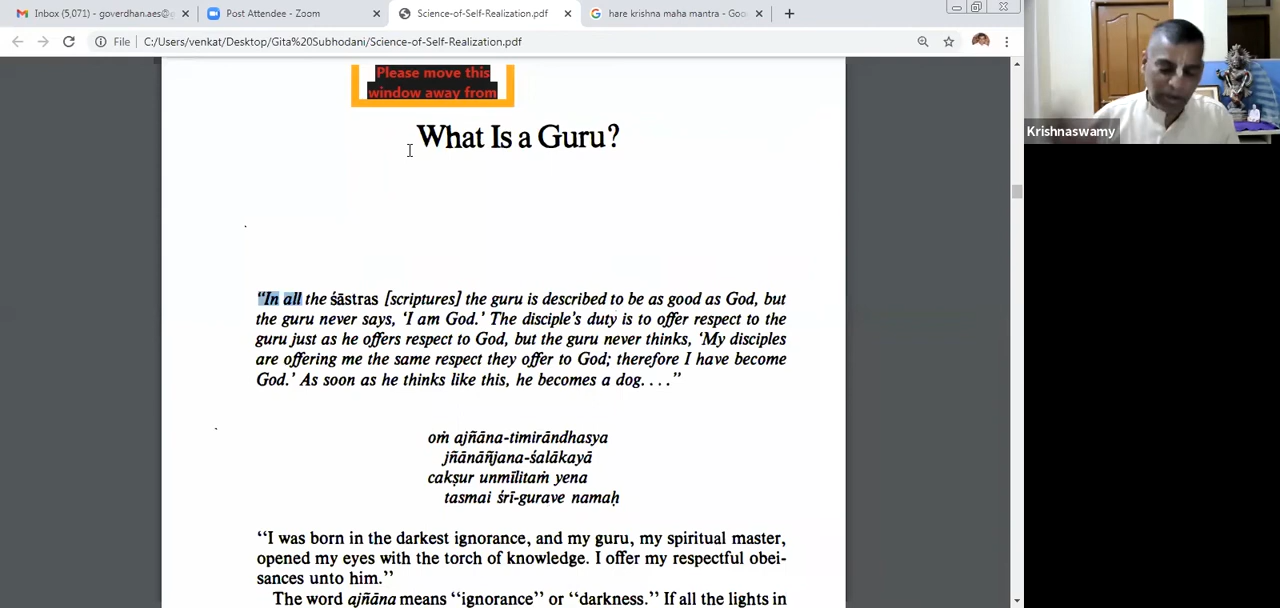 Inbox (5,071) - goverdhan.aes@g
Post Attendee - Zoom
Science-of-Self-Realization.pdf
hare krishna maha mantra - Goo
File
C:/Users/venkat/Desktop/Gita%20Subhodani/Science-of-Self-Realization.pdf
Please move this
window away from
Krishnaswamy
What Is a Guru?
“In all the śāstras [scriptures] the guru is described to be as good as God, but
the guru never says, ‘I am God.’ The disciple’s duty is to offer respect to the
guru just as he offers respect to God, but the guru never thinks, ‘My disciples
are offering me the same respect they offer to God; therefore I have become
God.’ As soon as he thinks like this, he becomes a dog. . . .”
oṁ ajñāna-timirāndhasya
jñānāñjana-śalākayā
cakṣur unmīlitaṁ yena
tasmai śrī-gurave namaḥ
“I was born in the darkest ignorance, and my guru, my spiritual master,
opened my eyes with the torch of knowledge. I offer my respectful obei-
sances unto him.”
The word ajñāna means “ignorance” or “darkness.” If all the lights in